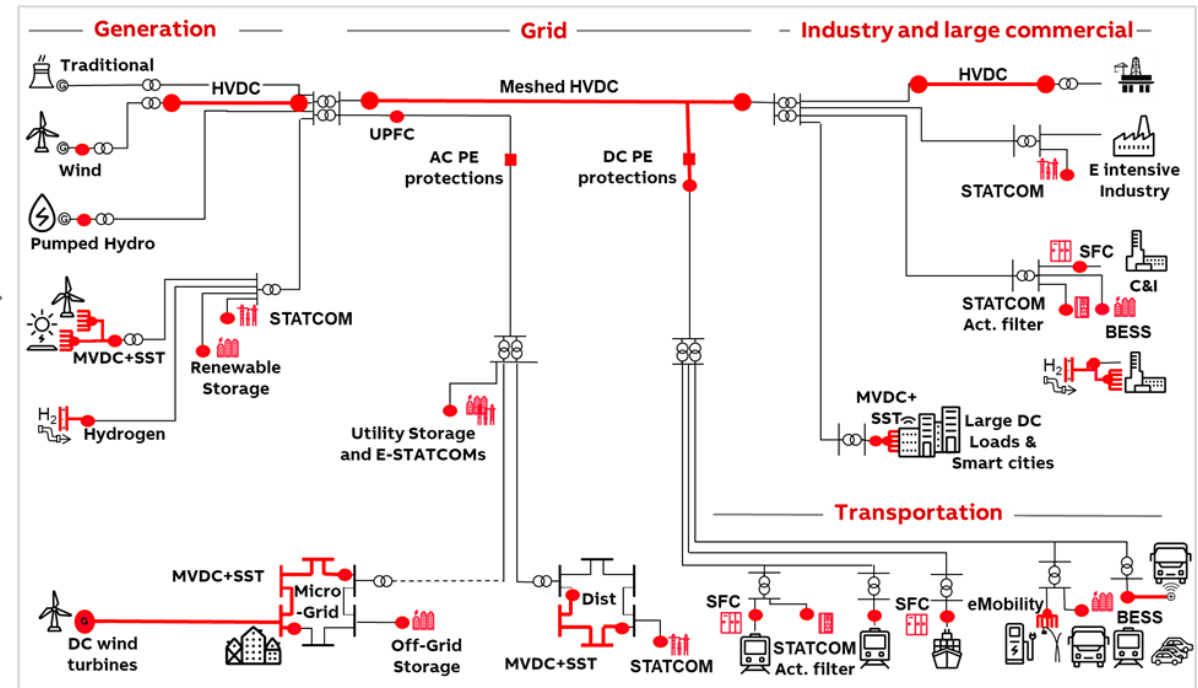 Generation
Grid
Industry and large commercial
Traditional
G
HVDC
Meshed HVDC
HVDC
UPFC
G
Wind
AC PE
protections
DC PE
protections
E intensive
Industry
STATCOM
G
Pumped Hydro
SFC
C&I
STATCOM
Act. filter
BESS
STATCOM
MVDC+SST
Renewable
Storage
H2
H2
Hydrogen
Utility Storage
and E-STATCOMs
MVDC+
SST
Large DC
Loads &
Smart cities
Transportation
MVDC+SST
Micro
-Grid
Dist
G
DC wind
turbines
Off-Grid
Storage
MVDC+SST
STATCOM
SFC
STATCOM
Act. filter
SFC
eMobility
BESS